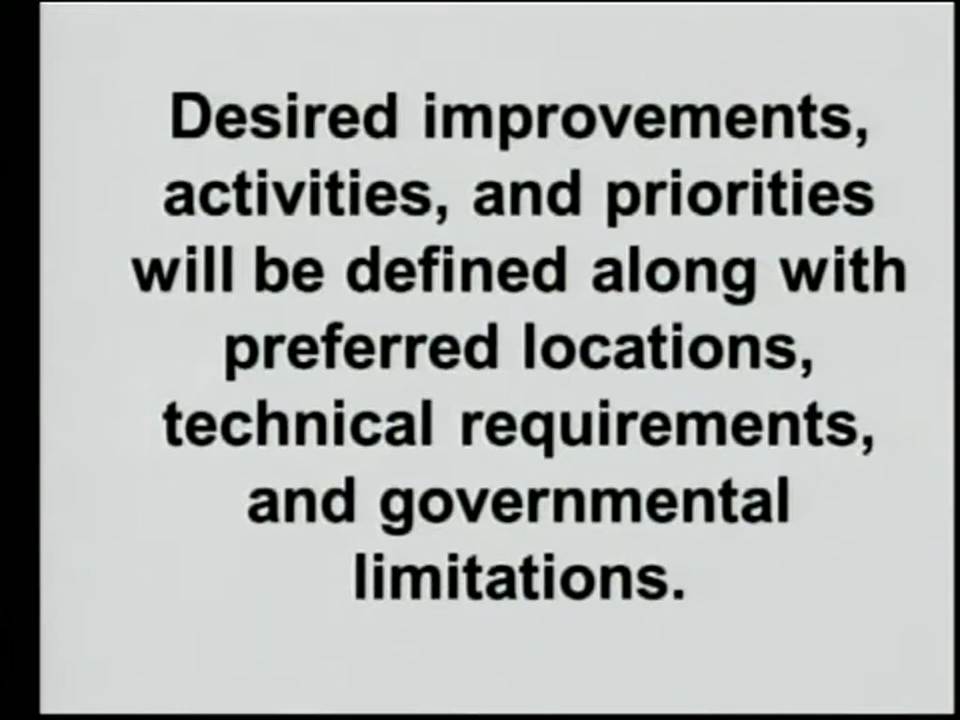 Desired improvements,
activities, and priorities
will be defined along with
preferred locations,
technical requirements,
and governmental
limitations.